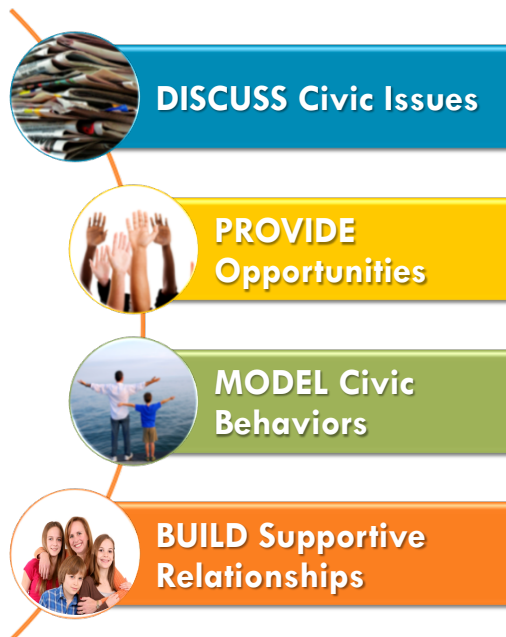 DISCUSS Civic Issues
PROVIDE
Opportunities
MODEL Civic
Behaviors
BUILD Supportive
Relationships